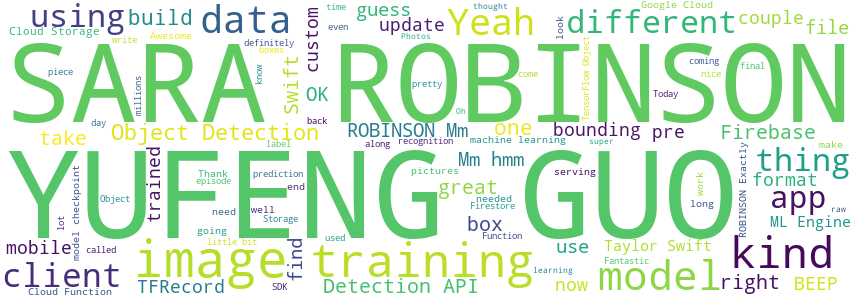 using build data Yeah guess different couple file
Cloud Storage write Awesome definitely custom update time even Photos thought look Google Cloud
SARA ROBINSON
piece boxes millions know Swift OK pretty come TensorFlow Object coming nice Today final
day back Oh
take Object Detection ROBINSON Mm one bounding pre Firebase
label along recognition machine learning super make
YUFENG GUO
lot model checkpoint trained Thank episode prediction Mm hmm serving thing
Object need well end pictures great needed Firestore long work ROBINSON Exactly format
going Storage box Function app raw
mobile called little bit find used use Taylor Swift ML Engine
client image training now model kind
Cloud Function TFRecord SDK Detection API learning Fantastic right BEEP